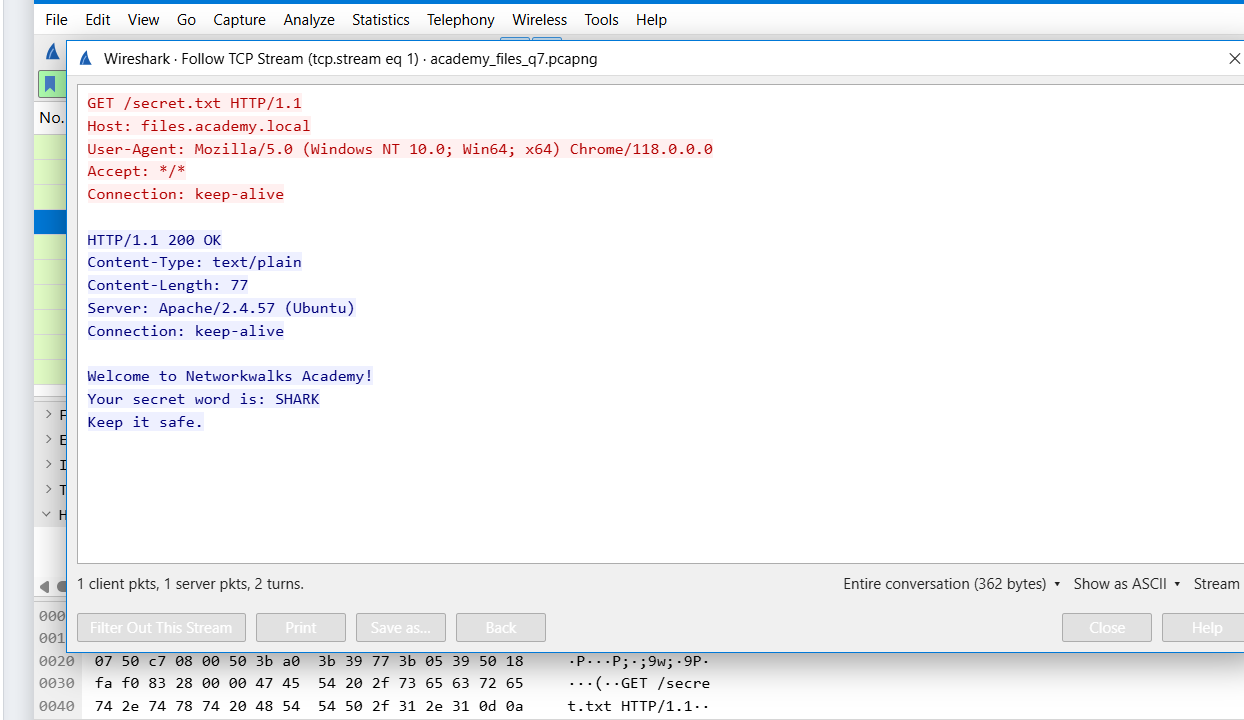 File Edit View Go Capture Analyze Statistics Telephony Wireless Tools Help
Wireshark · Follow TCP Stream (tcp.stream eq 1) · academy_files_q7.pcapng
No.
GET /secret.txt HTTP/1.1
Host: files.academy.local
User-Agent: Mozilla/5.0 (Windows NT 10.0; Win64; x64) Chrome/118.0.0.0
Accept: */*
Connection: keep-alive
HTTP/1.1 200 OK
Content-Type: text/plain
Content-Length: 77
Server: Apache/2.4.57 (Ubuntu)
Connection: keep-alive
Welcome to Networkwalks Academy!
Your secret word is: SHARK
Keep it safe.
1 client pkts, 1 server pkts, 2 turns.
Entire conversation (362 bytes) Show as ASCII Stream
Filter Out This Stream Print Save as... Back Close Help
000
001
0020 07 50 c7 08 00 50 3b a0 3b 39 77 3b 05 39 50 18 ·P···P;·;9w;·9P·
0030 fa f0 83 28 00 00 47 45 54 20 2f 73 65 63 72 65 ···(··GET /secre
0040 74 2e 74 78 74 20 48 54 54 50 2f 31 2e 31 0d 0a t.txt HTTP/1.1··